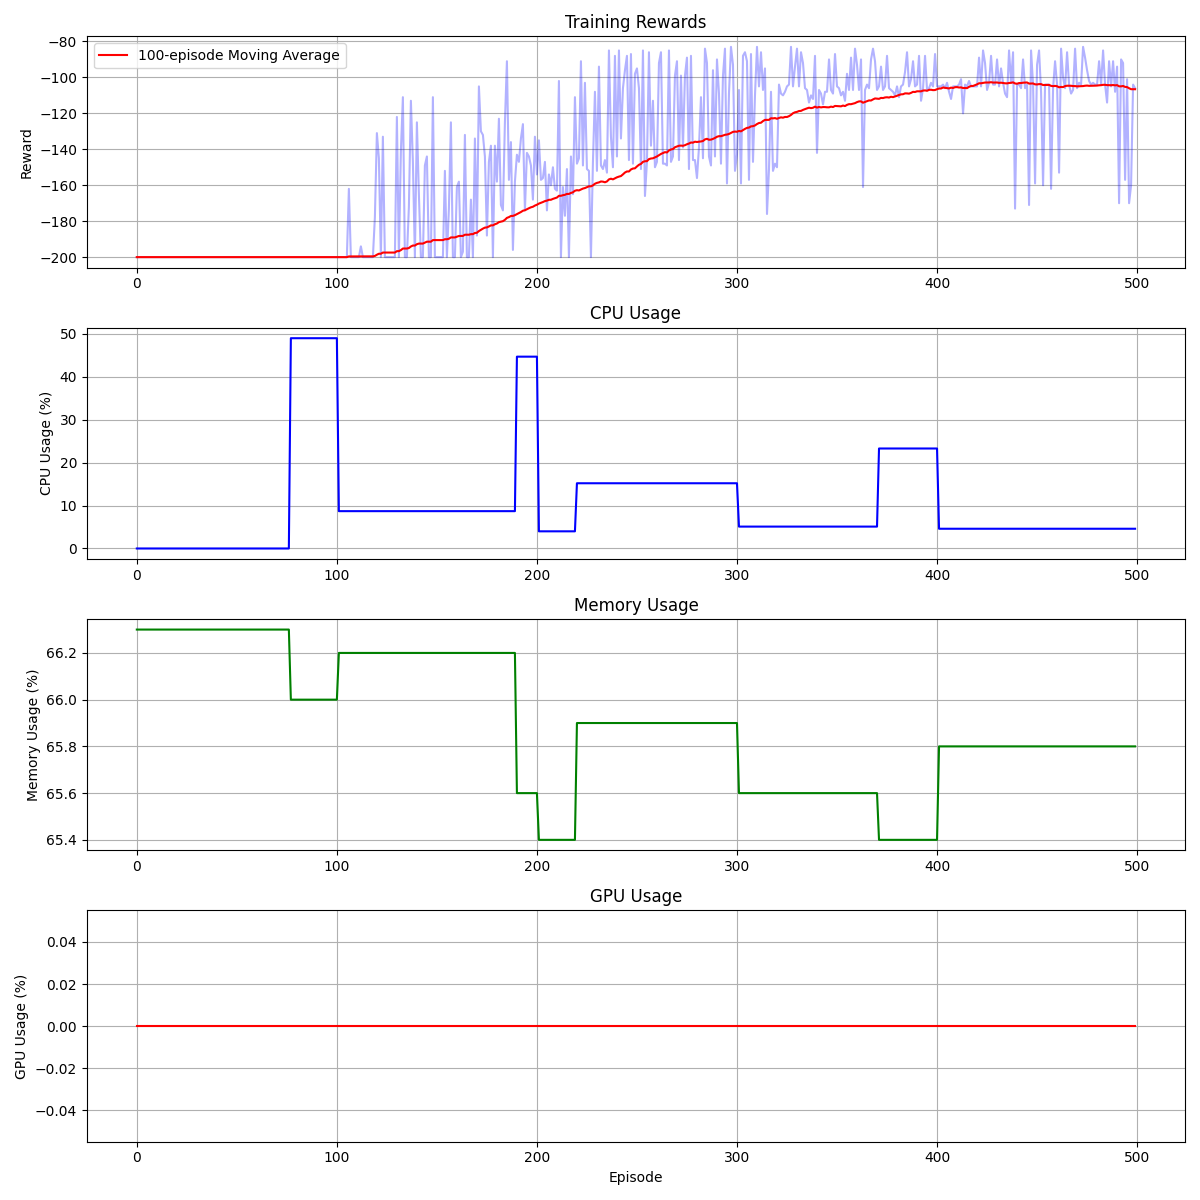 Training Rewards
100-episode Moving Average
Reward
−80
−100
−120
−140
−160
−180
−200
0 100 200 300 400 500
CPU Usage
CPU Usage (%)
50
40
30
20
10
0
0 100 200 300 400 500
Memory Usage
Memory Usage (%)
66.2
66.0
65.8
65.6
65.4
0 100 200 300 400 500
GPU Usage
GPU Usage (%)
0.04
0.02
0.00
−0.02
−0.04
0 100 200 300 400 500
Episode